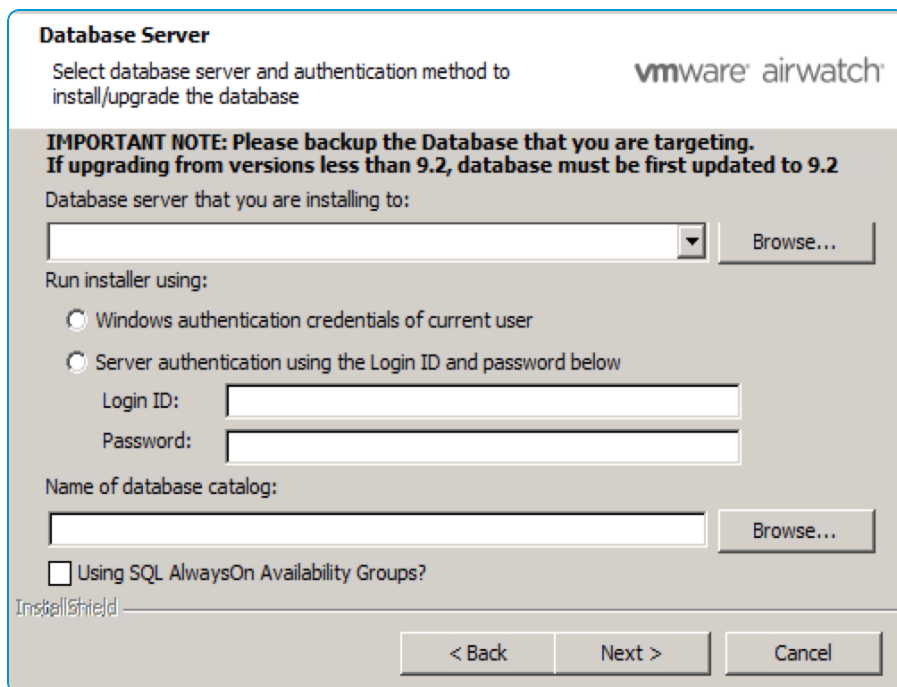 Database Server
Select database server and authentication method to
install/upgrade the database
vmware airwatch
IMPORTANT NOTE: Please backup the Database that you are targeting.
If upgrading from versions less than 9.2, database must be first updated to 9.2
Database server that you are installing to:
Browse...
Run installer using:
Windows authentication credentials of current user
Server authentication using the Login ID and password below
Login ID:
Password:
Name of database catalog:
Browse...
Using SQL AlwaysOn Availability Groups?
InstallShield
< Back
Next >
Cancel